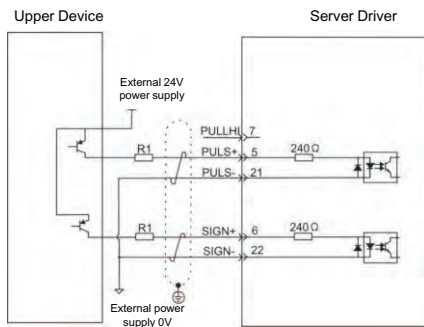 Upper Device
Server Driver
External 24V
power supply
PULLHI 7
R1
PULS+ 5
240Ω
PULS- 21
R1
SIGN+ 6
240Ω
SIGN- 22
External power
supply 0V